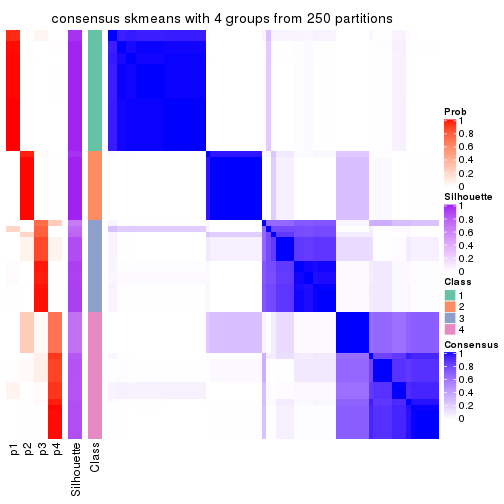 consensus skmeans with 4 groups from 250 partitions
Prob
1
0.8
0.6
0.4
0.2
0
Silhouette
1
0.8
0.6
0.4
0.2
0
Class
1
2
3
4
Consensus
1
0.8
0.6
0.4
0.2
0
p1
p2
p3
p4
Silhouette
Class